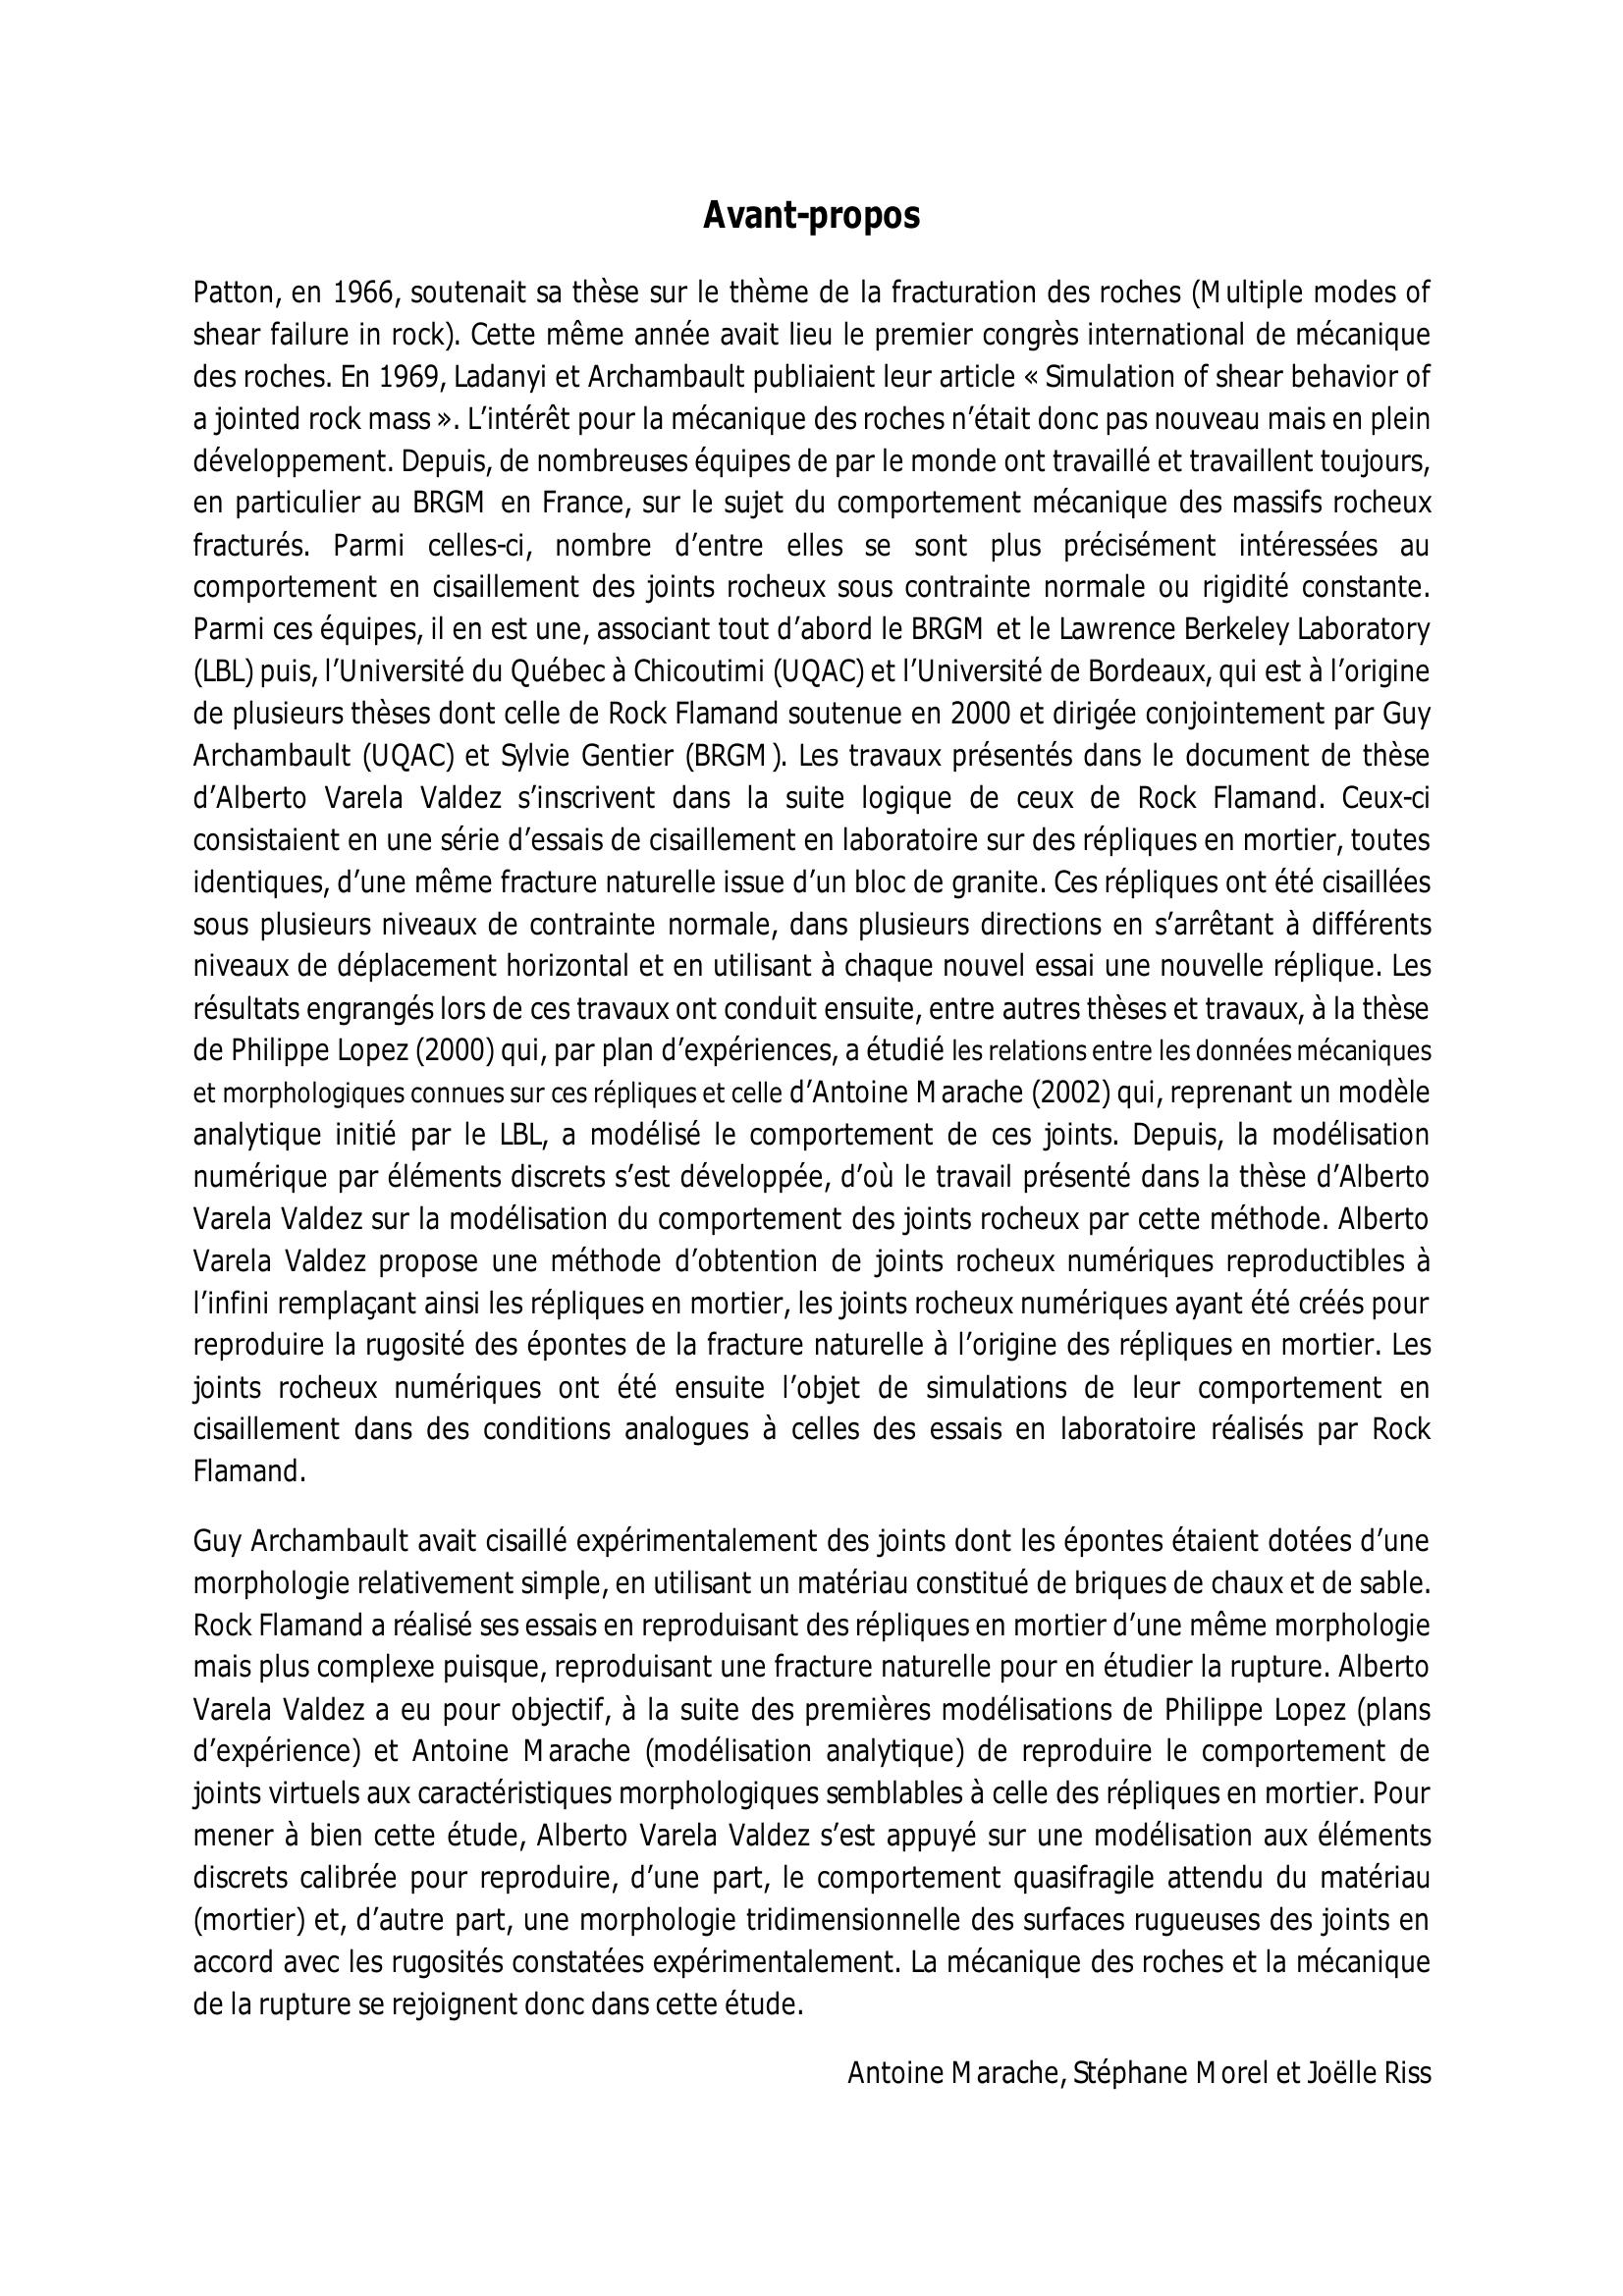 Avant-propos
Patton, en 1966, soutenait sa thèse sur le thème de la fracturation des roches (Multiple modes of
shear failure in rock). Cette même année avait lieu le premier congrès international de mécanique
des roches. En 1969, Ladanyi et Archambault publiaient leur article « Simulation of shear behavior of
a jointed rock mass ». L’intérêt pour la mécanique des roches n’était donc pas nouveau mais en plein
développement. Depuis, de nombreuses équipes de par le monde ont travaillé et travaillent toujours,
en particulier au BRGM en France, sur le sujet du comportement mécanique des massifs rocheux
fracturés. Parmi celles-ci, nombre d’entre elles se sont plus précisément intéressées au
comportement en cisaillement des joints rocheux sous contrainte normale ou rigidité constante.
Parmi ces équipes, il en est une, associant tout d’abord le BRGM et le Lawrence Berkeley Laboratory
(LBL) puis, l’Université du Québec à Chicoutimi (UQAC) et l’Université de Bordeaux, qui est à l’origine
de plusieurs thèses dont celle de Rock Flamand soutenue en 2000 et dirigée conjointement par Guy
Archambault (UQAC) et Sylvie Gentier (BRGM). Les travaux présentés dans le document de thèse
d’Alberto Varela Valdez s’inscrivent dans la suite logique de ceux de Rock Flamand. Ceux-ci
consistaient en une série d’essais de cisaillement en laboratoire sur des répliques en mortier, toutes
identiques, d’une même fracture naturelle issue d’un bloc de granite. Ces répliques ont été cisaillées
sous plusieurs niveaux de contrainte normale, dans plusieurs directions en s’arrêtant à différents
niveaux de déplacement horizontal et en utilisant à chaque nouvel essai une nouvelle réplique. Les
résultats engrangés lors de ces travaux ont conduit ensuite, entre autres thèses et travaux, à la thèse
de Philippe Lopez (2000) qui, par plan d’expériences, a étudié les relations entre les données mécaniques
et morphologiques connues sur ces répliques et celle d’Antoine Marache (2002) qui, reprenant un modèle
analytique initié par le LBL, a modélisé le comportement de ces joints. Depuis, la modélisation
numérique par éléments discrets s’est développée, d’où le travail présenté dans la thèse d’Alberto
Varela Valdez sur la modélisation du comportement des joints rocheux par cette méthode. Alberto
Varela Valdez propose une méthode d’obtention de joints rocheux numériques reproductibles à
l’infini remplaçant ainsi les répliques en mortier, les joints rocheux numériques ayant été créés pour
reproduire la rugosité des épontes de la fracture naturelle à l’origine des répliques en mortier. Les
joints rocheux numériques ont été ensuite l’objet de simulations de leur comportement en
cisaillement dans des conditions analogues à celles des essais en laboratoire réalisés par Rock
Flamand.
Guy Archambault avait cisaillé expérimentalement des joints dont les épontes étaient dotées d’une
morphologie relativement simple, en utilisant un matériau constitué de briques de chaux et de sable.
Rock Flamand a réalisé ses essais en reproduisant des répliques en mortier d’une même morphologie
mais plus complexe puisque, reproduisant une fracture naturelle pour en étudier la rupture. Alberto
Varela Valdez a eu pour objectif, à la suite des premières modélisations de Philippe Lopez (plans
d’expérience) et Antoine Marache (modélisation analytique) de reproduire le comportement de
joints virtuels aux caractéristiques morphologiques semblables à celle des répliques en mortier. Pour
mener à bien cette étude, Alberto Varela Valdez s’est appuyé sur une modélisation aux éléments
discrets calibrée pour reproduire, d’une part, le comportement quasifragile attendu du matériau
(mortier) et, d’autre part, une morphologie tridimensionnelle des surfaces rugueuses des joints en
accord avec les rugosités constatées expérimentalement. La mécanique des roches et la mécanique
de la rupture se rejoignent donc dans cette étude.
Antoine Marache, Stéphane Morel et Joëlle Riss